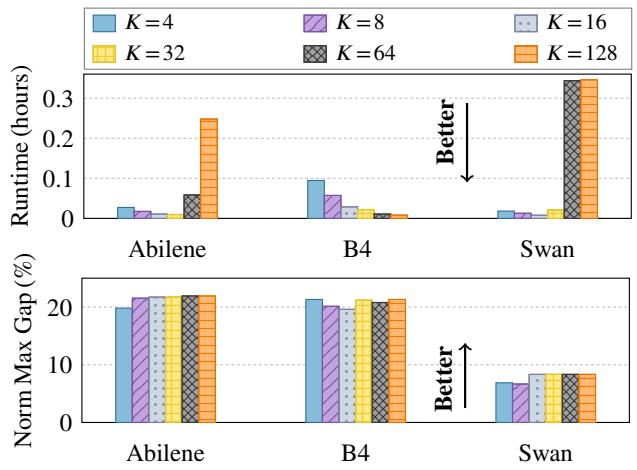 K = 4 K = 8 K = 16
K = 32 K = 64 K = 128
Runtime (hours)
0.3
0.2
0.1
0
Better
Abilene B4 Swan
Norm Max Gap (%)
20
10
0
Better
Abilene B4 Swan